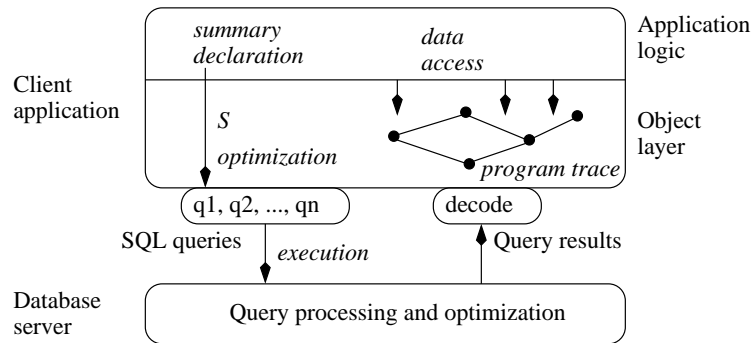 summary
declaration
data
access
Application
logic
Client
application
S
optimization
Object
layer
program trace
q1, q2, ..., qn
decode
SQL queries
execution
Query results
Database
server
Query processing and optimization